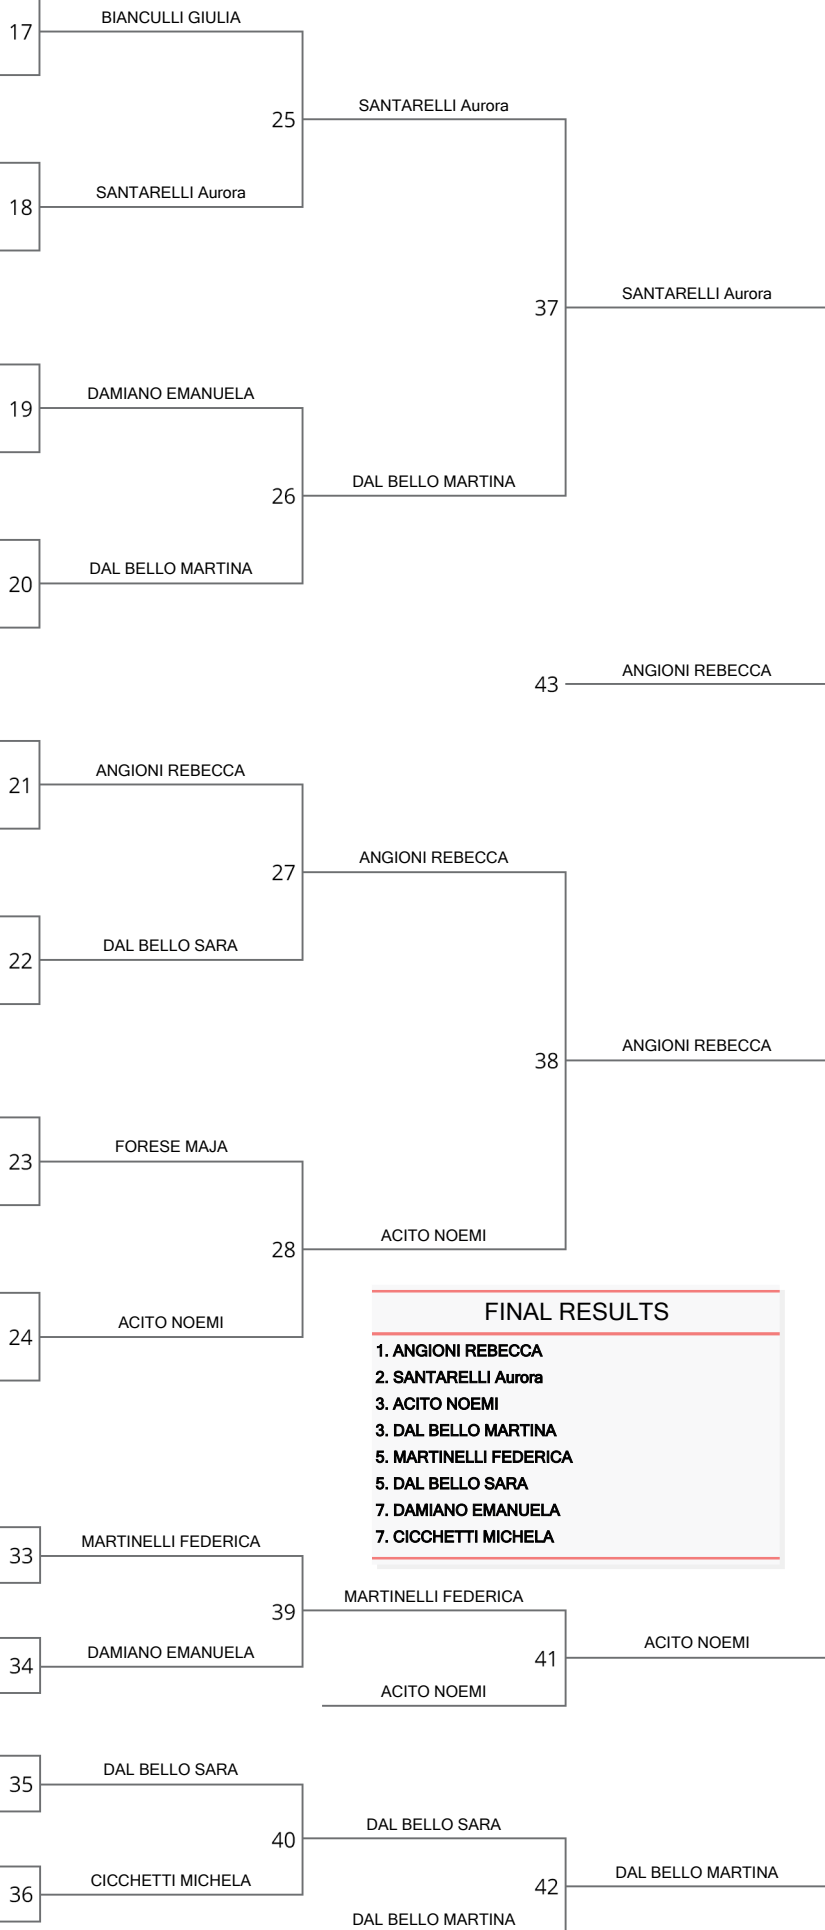 BIANCULLI GIULIA
17
SANTARELLI Aurora
25
SANTARELLI Aurora
18
SANTARELLI Aurora
37
DAMIANO EMANUELA
19
DAL BELLO MARTINA
26
DAL BELLO MARTINA
20
ANGIONI REBECCA
43
ANGIONI REBECCA
21
ANGIONI REBECCA
27
DAL BELLO SARA
22
ANGIONI REBECCA
38
FORESE MAJA
23
ACITO NOEMI
28
ACITO NOEMI
24
FINAL RESULTS
1. ANGIONI REBECCA
2. SANTARELLI Aurora
3. ACITO NOEMI
3. DAL BELLO MARTINA
5. MARTINELLI FEDERICA
5. DAL BELLO SARA
7. DAMIANO EMANUELA
7. CICCHETTI MICHELA
MARTINELLI FEDERICA
33
MARTINELLI FEDERICA
39
ACITO NOEMI
DAMIANO EMANUELA
41
34
ACITO NOEMI
DAL BELLO SARA
35
DAL BELLO SARA
40
DAL BELLO MARTINA
CICCHETTI MICHELA
42
36
DAL BELLO MARTINA